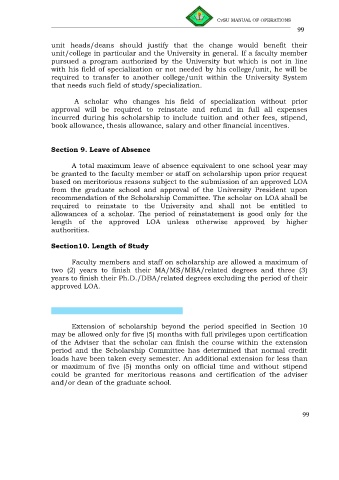 CvSU MANUAL OF OPERATIONS
99
unit heads/deans should justify that the change would benefit their
unit/college in particular and the University in general. If a faculty member
pursued a program authorized by the University but which is not in line
with his field of specialization or not needed by his college/unit, he will be
required to transfer to another college/unit within the University System
that needs such field of study/specialization.
A scholar who changes his field of specialization without prior
approval will be required to reinstate and refund in full all expenses
incurred during his scholarship to include tuition and other fees, stipend,
book allowance, thesis allowance, salary and other financial incentives.
Section 9. Leave of Absence
A total maximum leave of absence equivalent to one school year may
be granted to the faculty member or staff on scholarship upon prior request
based on meritorious reasons subject to the submission of an approved LOA
from the graduate school and approval of the University President upon
recommendation of the Scholarship Committee. The scholar on LOA shall be
required to reinstate to the University and shall not be entitled to
allowances of a scholar. The period of reinstatement is good only for the
length of the approved LOA unless otherwise approved by higher
authorities.
Section10. Length of Study
Faculty members and staff on scholarship are allowed a maximum of
two (2) years to finish their MA/MS/MBA/related degrees and three (3)
years to finish their Ph.D./DBA/related degrees excluding the period of their
approved LOA.
Extension of scholarship beyond the period specified in Section 10
may be allowed only for five (5) months with full privileges upon certification
of the Adviser that the scholar can finish the course within the extension
period and the Scholarship Committee has determined that normal credit
loads have been taken every semester. An additional extension for less than
or maximum of five (5) months only on official time and without stipend
could be granted for meritorious reasons and certification of the adviser
and/or dean of the graduate school.
99